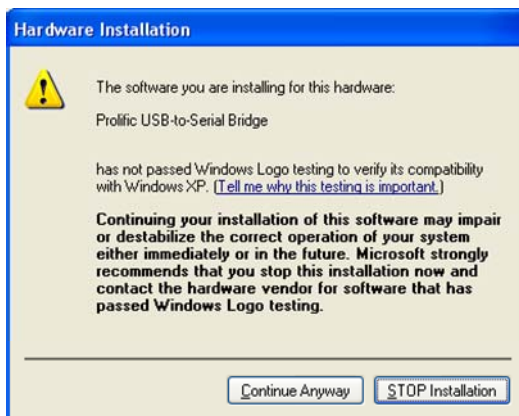 Hardware Installation
The software you are installing for this hardware:
Prolific USB-to-Serial Bridge
has not passed Windows Logo testing to verify its compatibility
with Windows XP. (Tell me why this testing is important.)
Continuing your installation of this software may impair
or destabilize the correct operation of your system
either immediately or in the future. Microsoft strongly
recommends that you stop this installation now and
contact the hardware vendor for software that has
passed Windows Logo testing.
Continue Anyway
STOP Installation